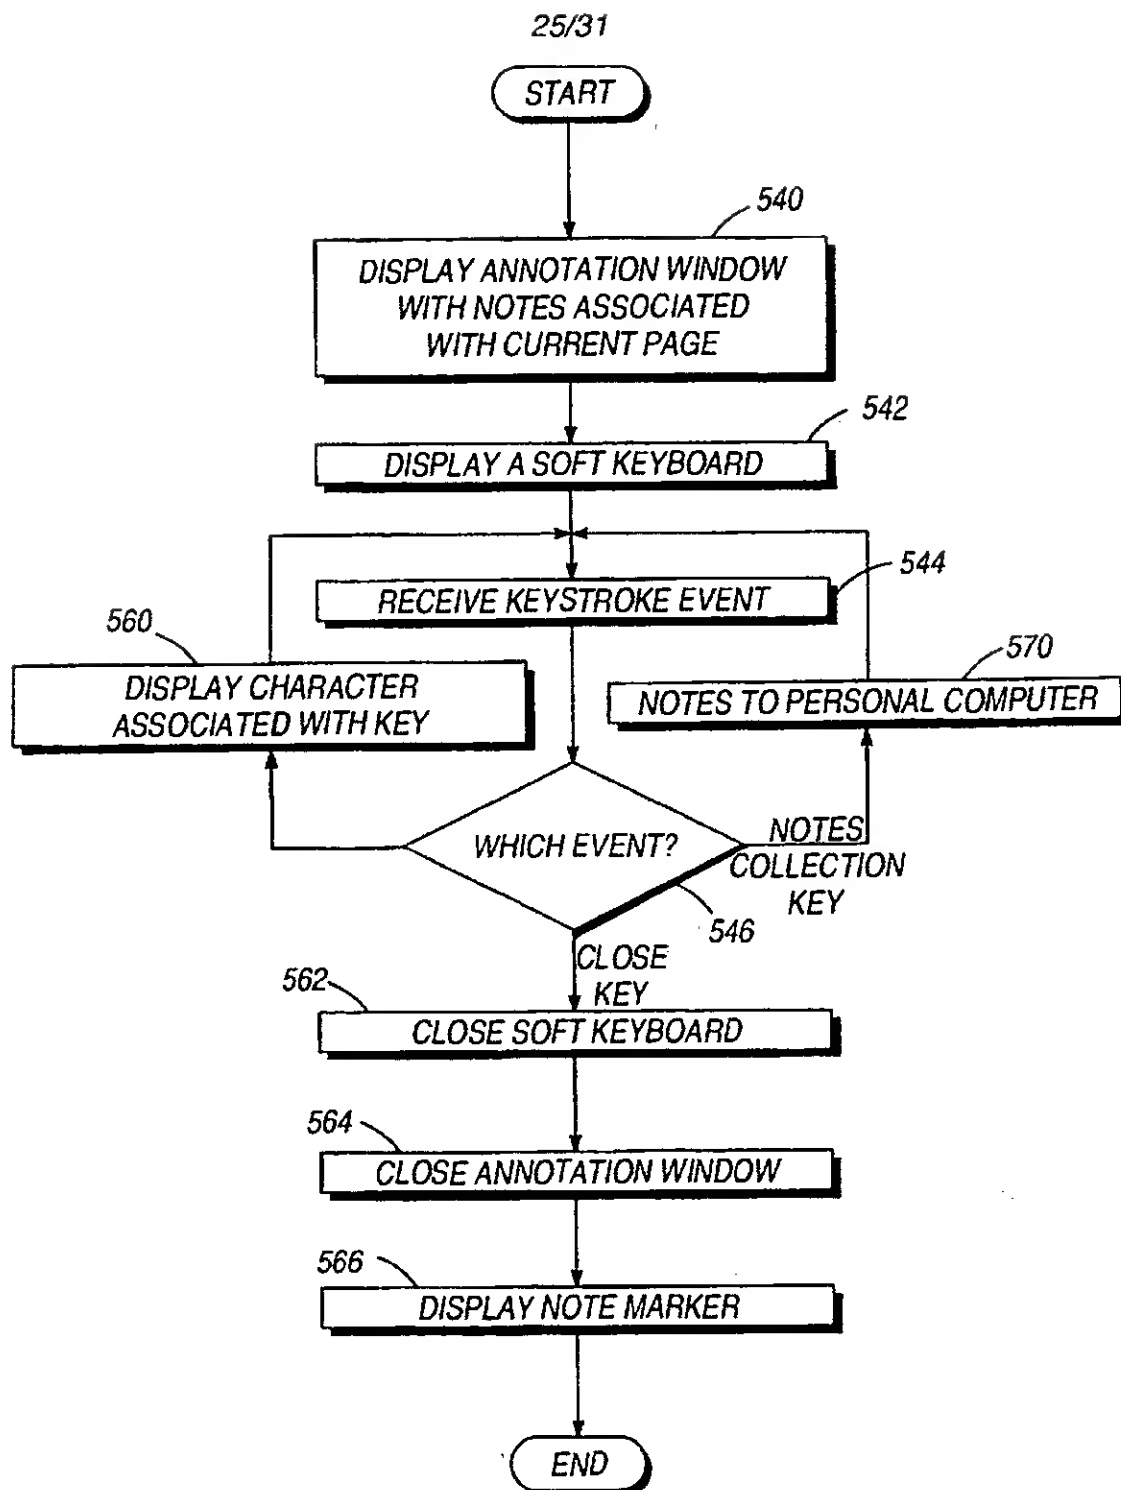 25/31
START
540
DISPLAY ANNOTATION WINDOW
WITH NOTES ASSOCIATED
WITH CURRENT PAGE
542
DISPLAY A SOFT KEYBOARD
544
RECEIVE KEYSTROKE EVENT
560
DISPLAY CHARACTER
ASSOCIATED WITH KEY
570
NOTES TO PERSONAL COMPUTER
WHICH EVENT?
NOTES
COLLECTION
KEY
546
CLOSE
KEY
562
CLOSE SOFT KEYBOARD
564
CLOSE ANNOTATION WINDOW
566
DISPLAY NOTE MARKER
END